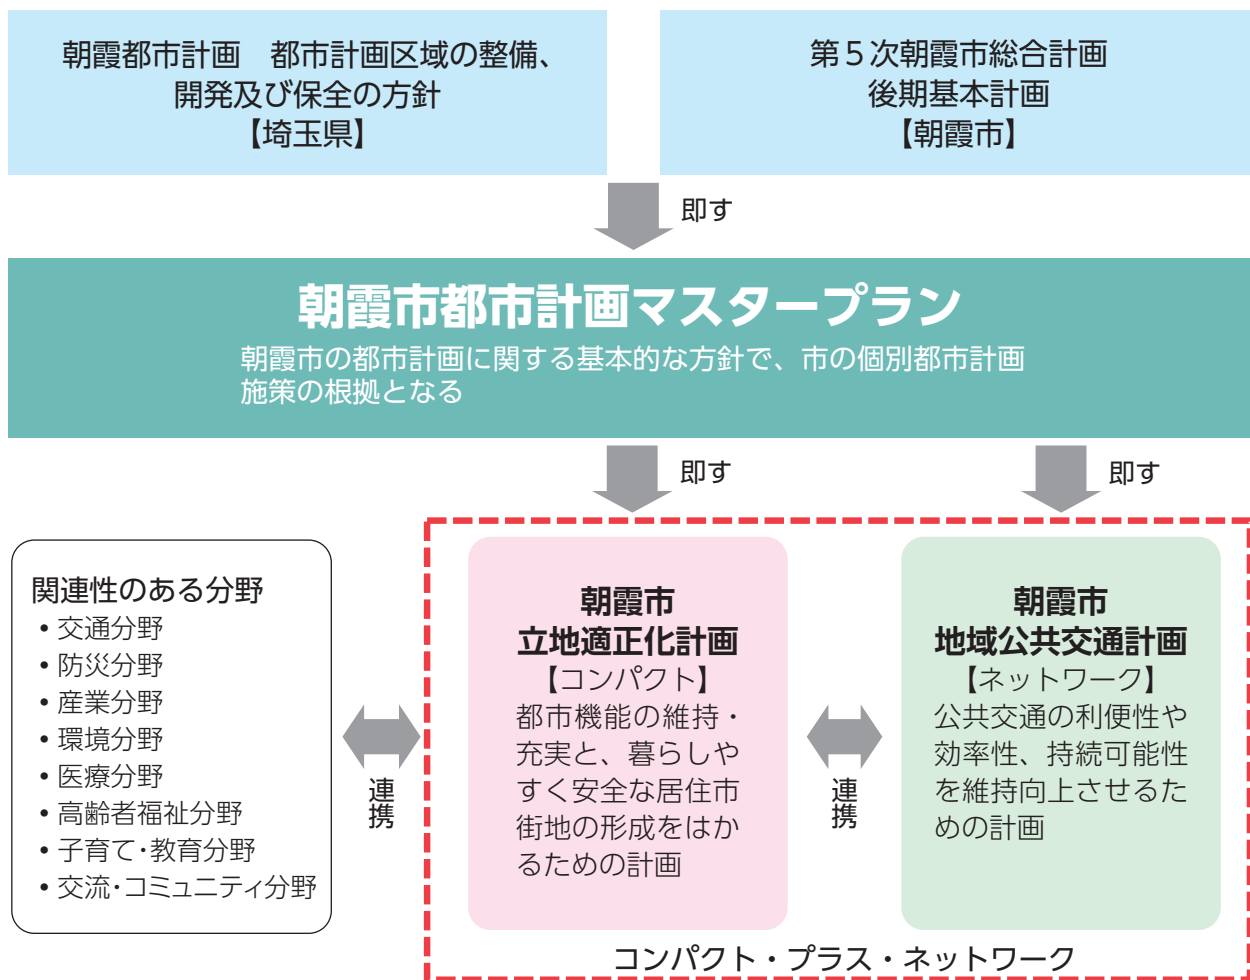 朝霞都市計画　都市計画区域の整備、
開発及び保全の方針
【埼玉県】
第５次朝霞市総合計画
後期基本計画
【朝霞市】
即す
朝霞市都市計画マスタープラン
朝霞市の都市計画に関する基本的な方針で、市の個別都市計画
施策の根拠となる
即す
即す
関連性のある分野
• 交通分野
• 防災分野
• 産業分野
• 環境分野
• 医療分野
• 高齢者福祉分野
• 子育て・教育分野
• 交流・コミュニティ分野
連携
朝霞市
立地適正化計画
【コンパクト】
都市機能の維持・
充実と、暮らしや
すく安全な居住市
街地の形成をはか
るための計画
連携
朝霞市
地域公共交通計画
【ネットワーク】
公共交通の利便性や
効率性、持続可能性
を維持向上させるた
めの計画
コンパクト・プラス・ネットワーク